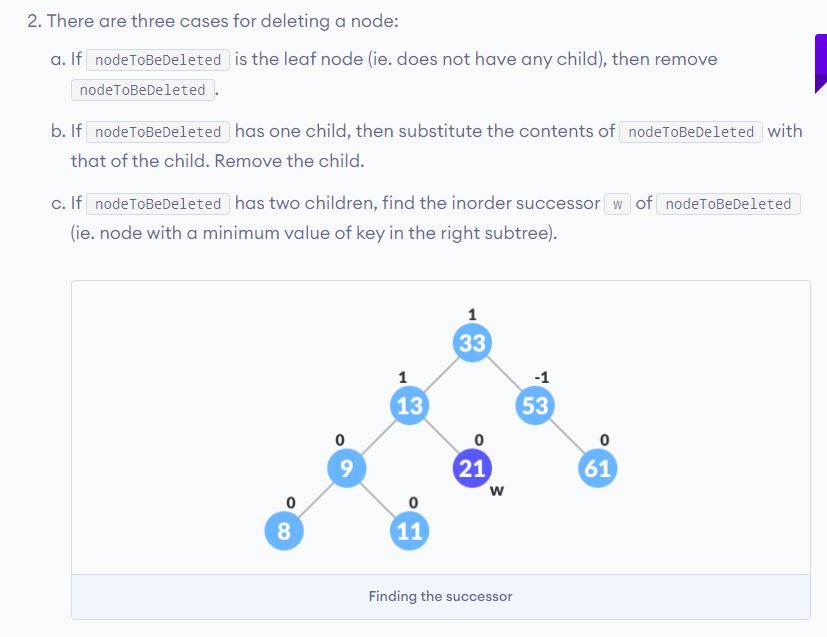 2. There are three cases for deleting a node:
a. If nodeToBeDeleted is the leaf node (ie. does not have any child), then remove
nodeToBeDeleted.
b. If nodeToBeDeleted has one child, then substitute the contents of nodeToBeDeleted with
that of the child. Remove the child.
c. If nodeToBeDeleted has two children, find the inorder successor w of nodeToBeDeleted
(ie. node with a minimum value of key in the right subtree).
1
33
1 -1
13 53
0 0 0
9 21 61
w
0 0
8 11
Finding the successor